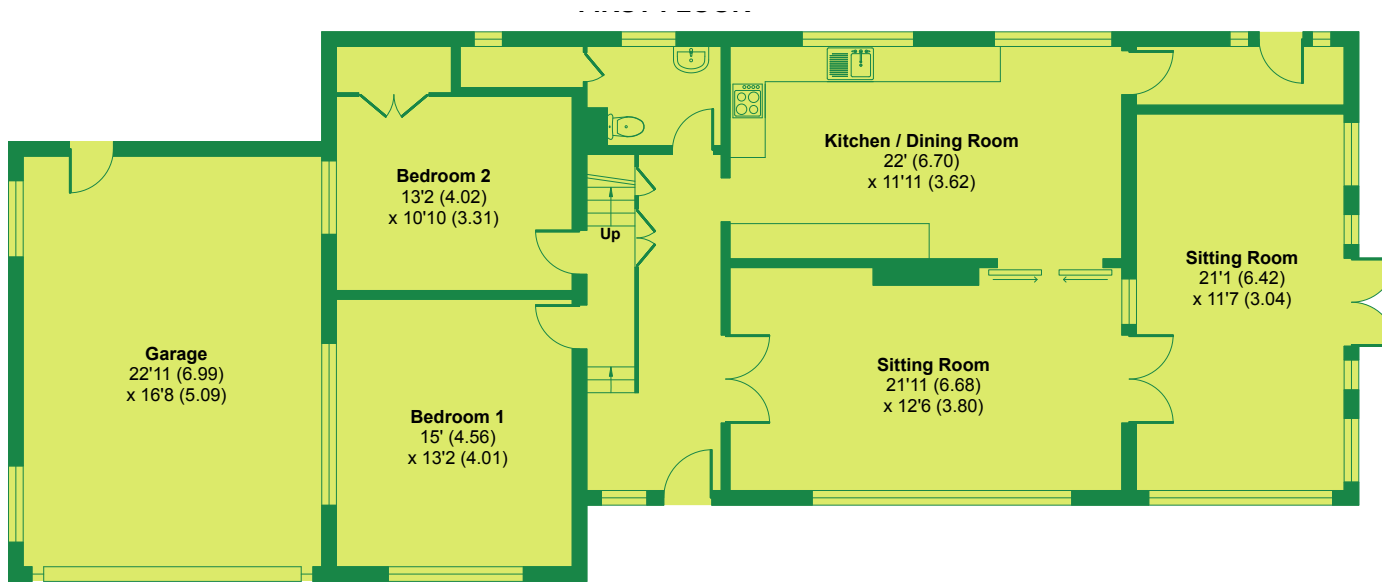 Kitchen / Dining Room
22' (6.70)
x 11'11 (3.62)
Bedroom 2
13'2 (4.02)
x 10'10 (3.31)
Up
Sitting Room
21'1 (6.42)
x 11'7 (3.04)
Garage
22'11 (6.99)
x 16'8 (5.09)
Sitting Room
21'11 (6.68)
x 12'6 (3.80)
Bedroom 1
15' (4.56)
x 13'2 (4.01)